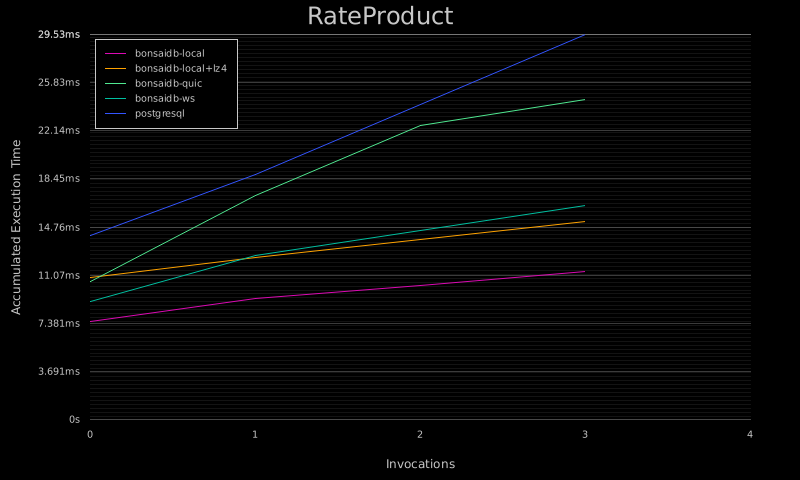 RateProduct
29.53ms
25.83ms
22.14ms
18.45ms
14.76ms
11.07ms
7.381ms
3.691ms
0s
bonsaidb-local
bonsaidb-local+lz4
bonsaidb-quic
bonsaidb-ws
postgresql
Accumulated Execution Time
0 1 2 3 4
Invocations